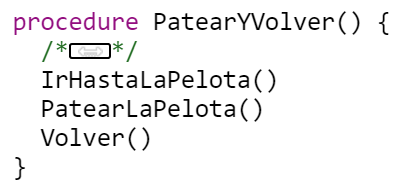 procedure PatearYVolver() {
/**/
IrHastaLaPelota()
PatearLaPelota()
Volver()
}